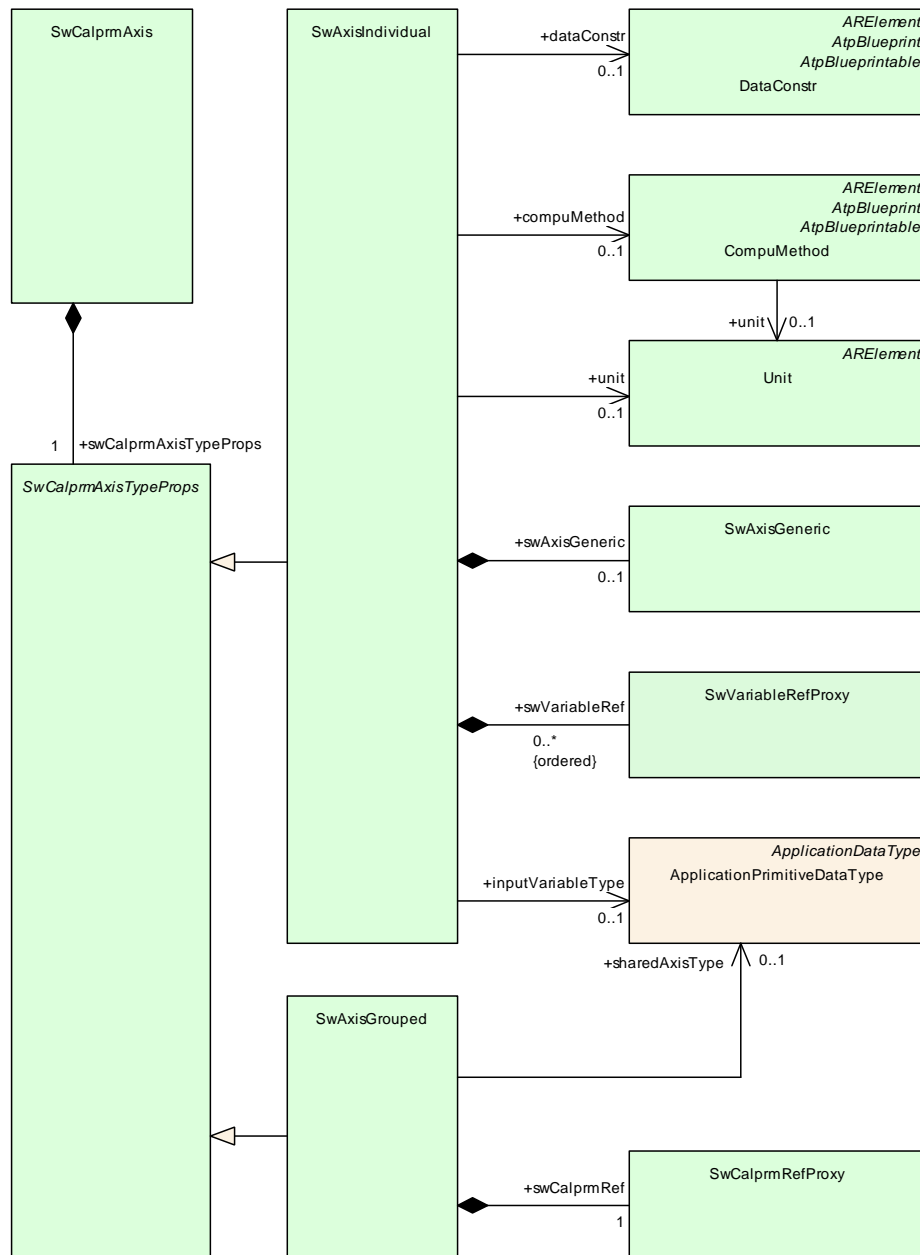 SwCalprmAxis
SwAxisIndividual
+dataConstr
0..1
ARElement
AtpBlueprint
AtpBlueprintable
DataConstr
+compuMethod
0..1
ARElement
AtpBlueprint
AtpBlueprintable
CompuMethod
+unit 0..1
+unit
0..1
ARElement
Unit
1 +swCalprmAxisTypeProps
SwCalprmAxisTypeProps
+swAxisGeneric
0..1
SwAxisGeneric
+swVariableRef
0..*
{ordered}
SwVariableRefProxy
+inputVariableType
0..1
ApplicationDataType
ApplicationPrimitiveDataType
+sharedAxisType 0..1
SwAxisGrouped
+swCalprmRef
1
SwCalprmRefProxy